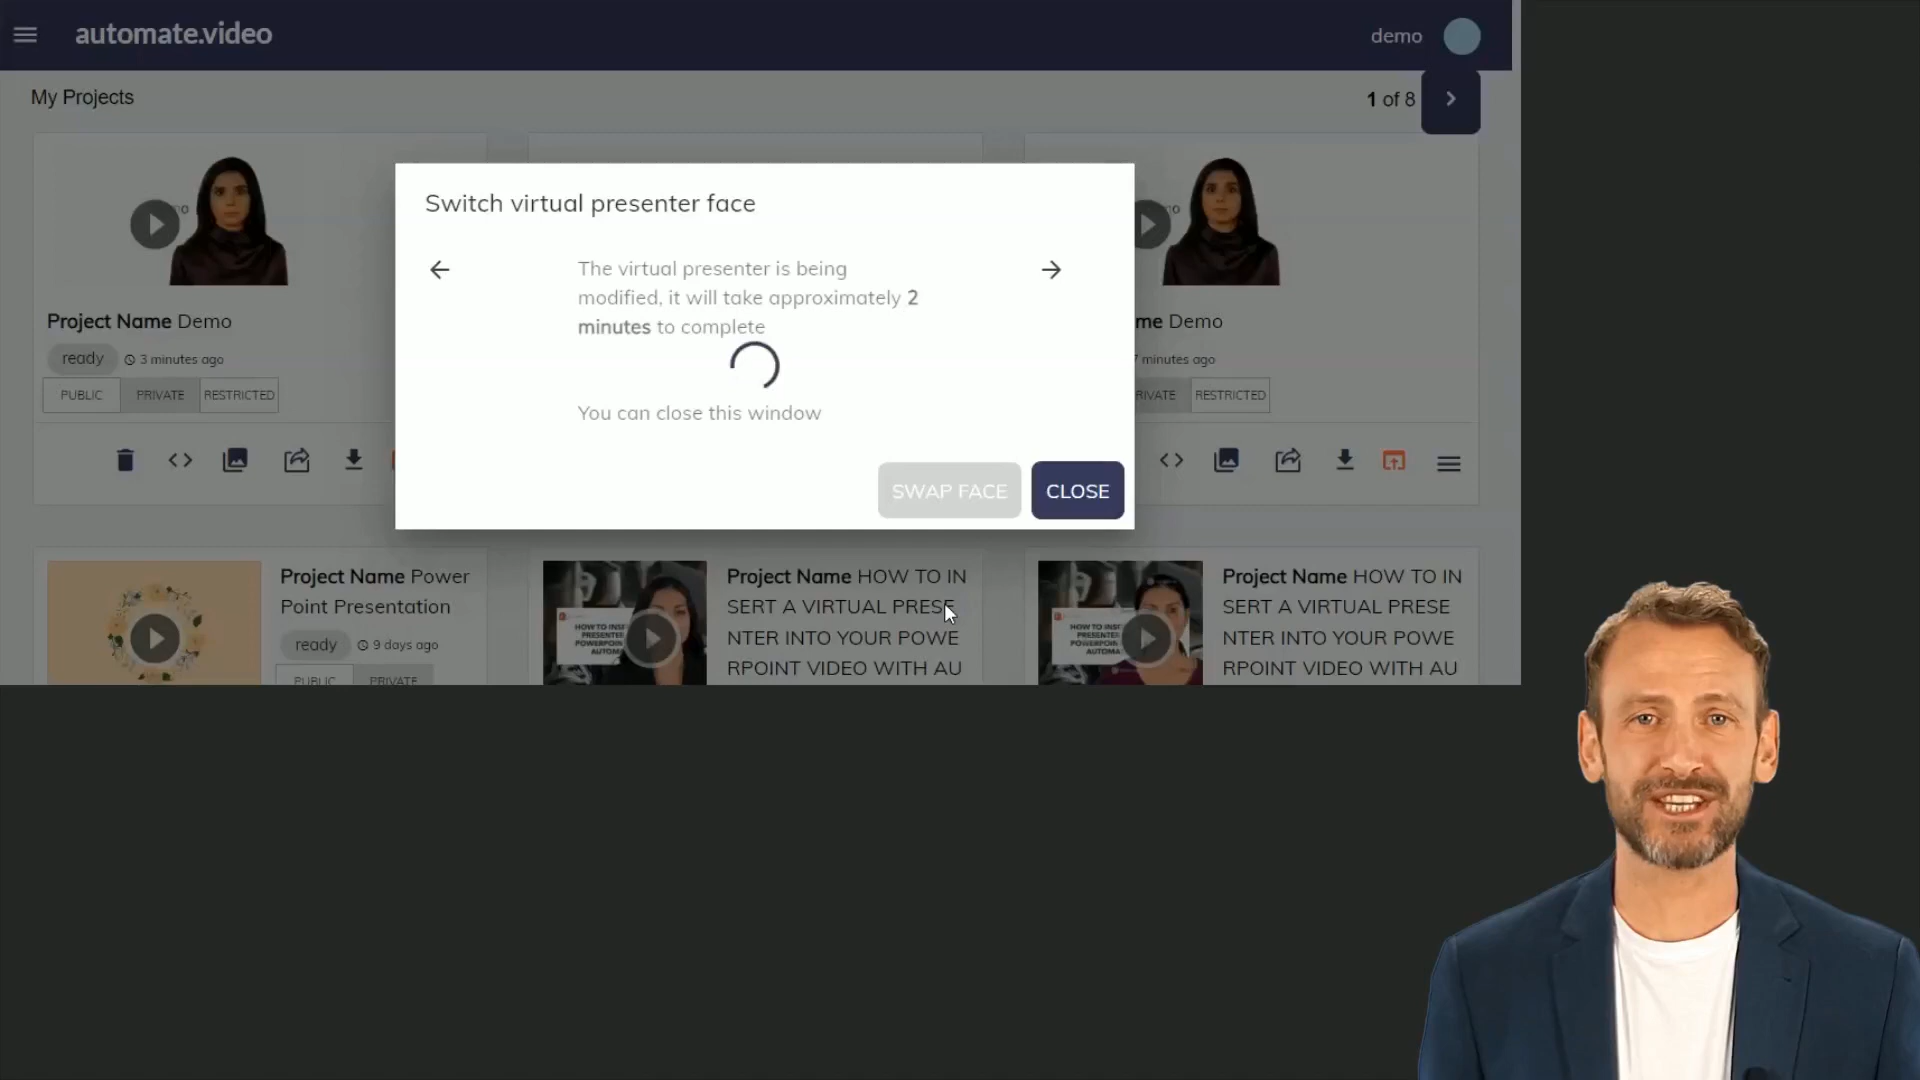 automate.video
demo
My Projects
1 of 8
Switch virtual presenter face
The virtual presenter is being
modified, it will take approximately 2
minutes to complete
You can close this window
SWAP FACE
CLOSE
Project Name Demo
ready
3 minutes ago
PUBLIC
PRIVATE
RESTRICTED
me Demo
7 minutes ago
RIVATE
RESTRICTED
Project Name Power
Point Presentation
ready
9 days ago
PUBLIC
PRIVATE
Project Name HOW TO IN
SERT A VIRTUAL PRESE
NTER INTO YOUR POWE
RPOINT VIDEO WITH AU
Project Name HOW TO IN
SERT A VIRTUAL PRESE
NTER INTO YOUR POWE
RPOINT VIDEO WITH AU